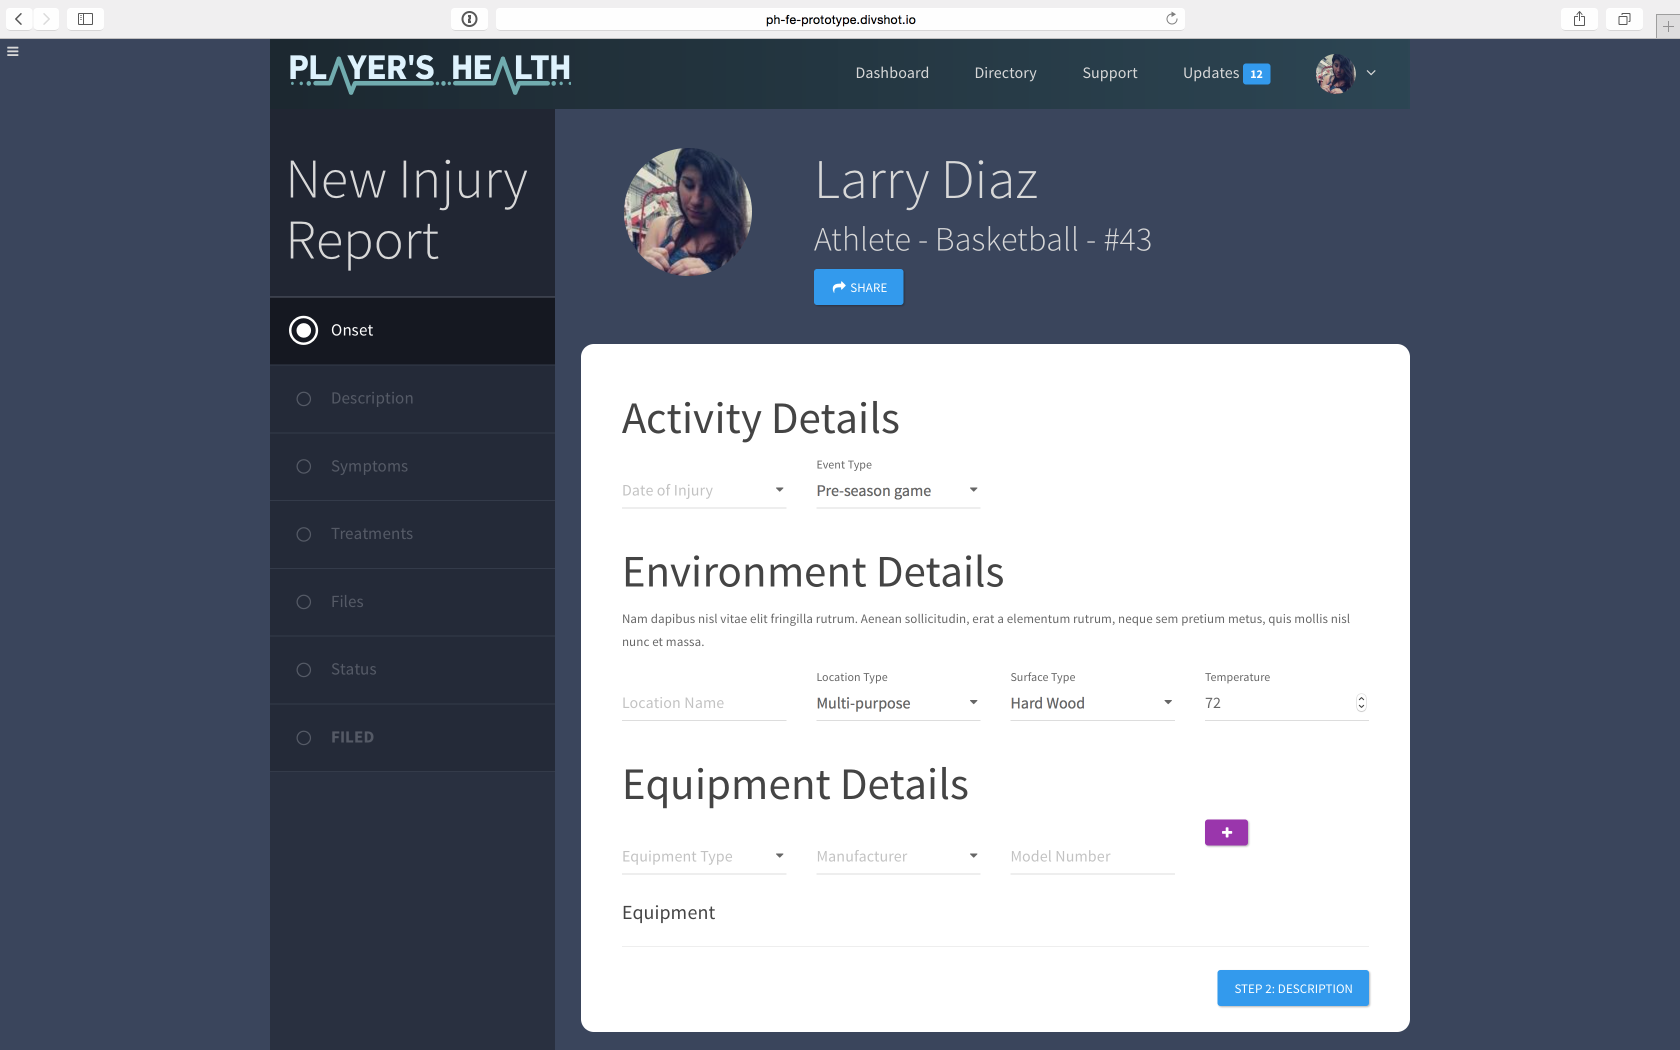 ph-fe-prototype.divshot.io
PLAYER'S HEALTH
Dashboard
Directory
Support
Updates 12
New Injury
Report
Onset
Description
Symptoms
Treatments
Files
Status
FILED
Larry Diaz
Athlete - Basketball - #43
SHARE
Activity Details
Event Type
Date of Injury
Pre-season game
Environment Details
Nam dapibus nisl vitae elit fringilla rutrum. Aenean sollicitudin, erat a elementum rutrum, neque sem pretium metus, quis mollis nisl
nunc et massa.
Location Type
Surface Type
Temperature
Location Name
Multi-purpose
Hard Wood
72
Equipment Details
Equipment Type
Manufacturer
Model Number
Equipment
STEP 2: DESCRIPTION